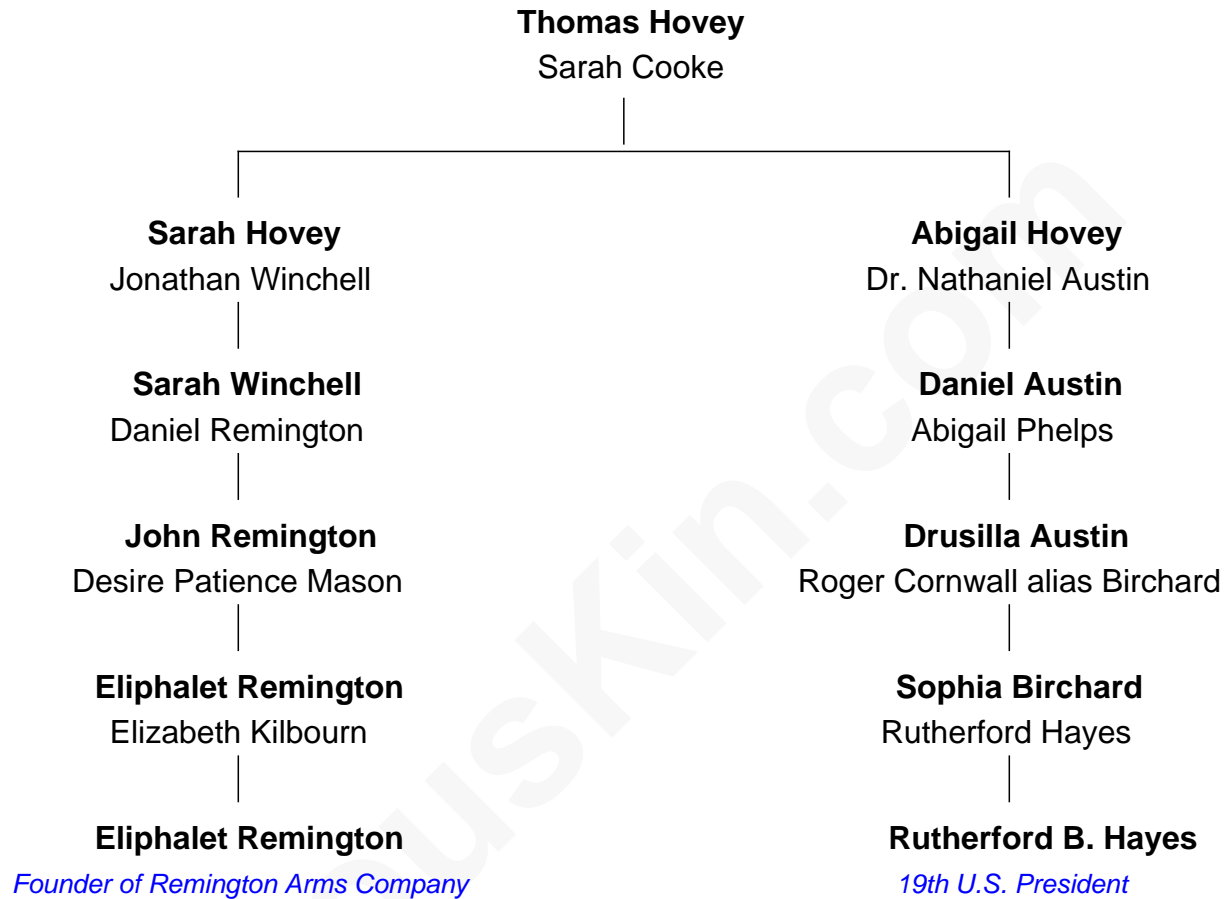 Thomas Hovey
Sarah Cooke
Sarah Hovey
Jonathan Winchell
Abigail Hovey
Dr. Nathaniel Austin
Sarah Winchell
Daniel Remington
Daniel Austin
Abigail Phelps
John Remington
Desire Patience Mason
Drusilla Austin
Roger Cornwall alias Birchard
Eliphalet Remington
Elizabeth Kilbourn
Sophia Birchard
Rutherford Hayes
Eliphalet Remington
Founder of Remington Arms Company
Rutherford B. Hayes
19th U.S. President
usKin.com